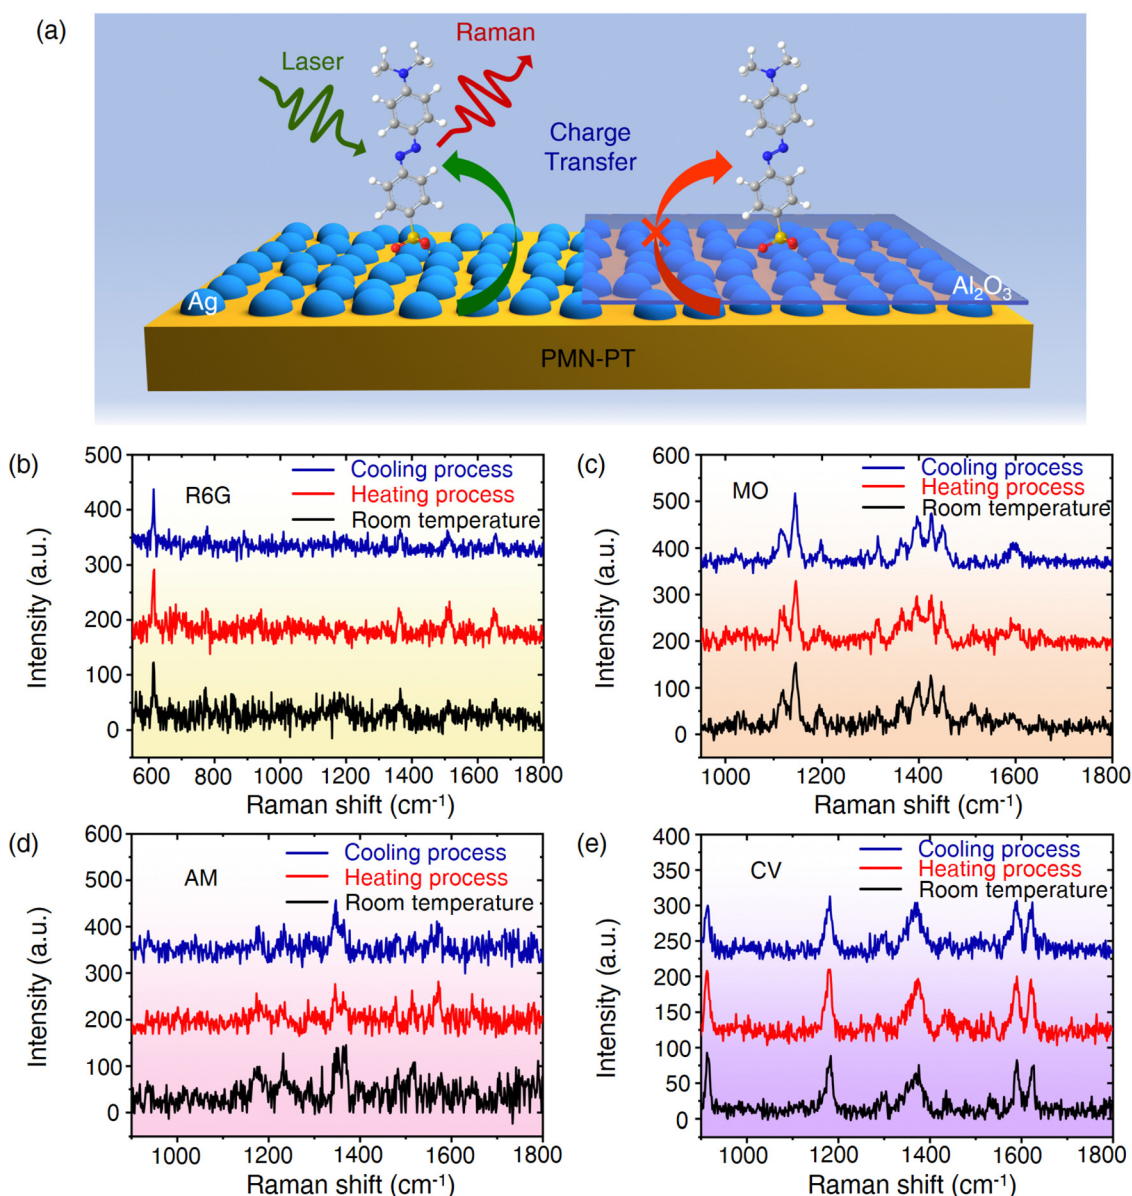 (a)
Raman
Laser
Charge
Transfer
Ag
Al₂O₃
PMN-PT
(b)
500
400
300
200
100
0
Intensity (a.u.)
R6G
Cooling process
Heating process
Room temperature
600 800 1000 1200 1400 1600 1800
Raman shift (cm⁻¹)
(c)
600
500
400
300
200
100
0
Intensity (a.u.)
MO
Cooling process
Heating process
Room temperature
1000 1200 1400 1600 1800
Raman shift (cm⁻¹)
(d)
600
500
400
300
200
100
0
Intensity (a.u.)
AM
Cooling process
Heating process
Room temperature
1000 1200 1400 1600 1800
Raman shift (cm⁻¹)
(e)
400
350
300
250
200
150
100
50
0
Intensity (a.u.)
CV
Cooling process
Heating process
Room temperature
1000 1200 1400 1600 1800
Raman shift (cm⁻¹)